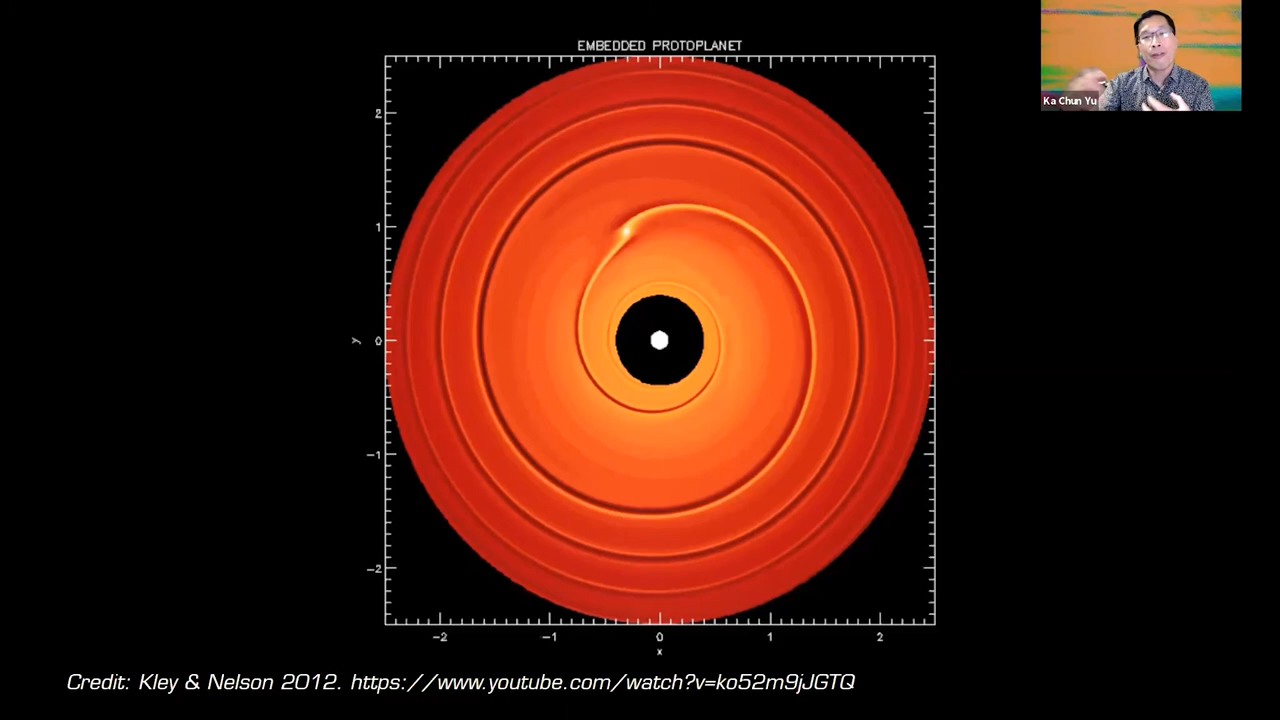 EMBEDDED PROTOPLANET
Ka Chun Yu
2
1
0
-1
-2
y
-2
-1
0
1
2
x
Credit: Kley & Nelson 2012. https://www.youtube.com/watch?v=ko52m9jJGTQ